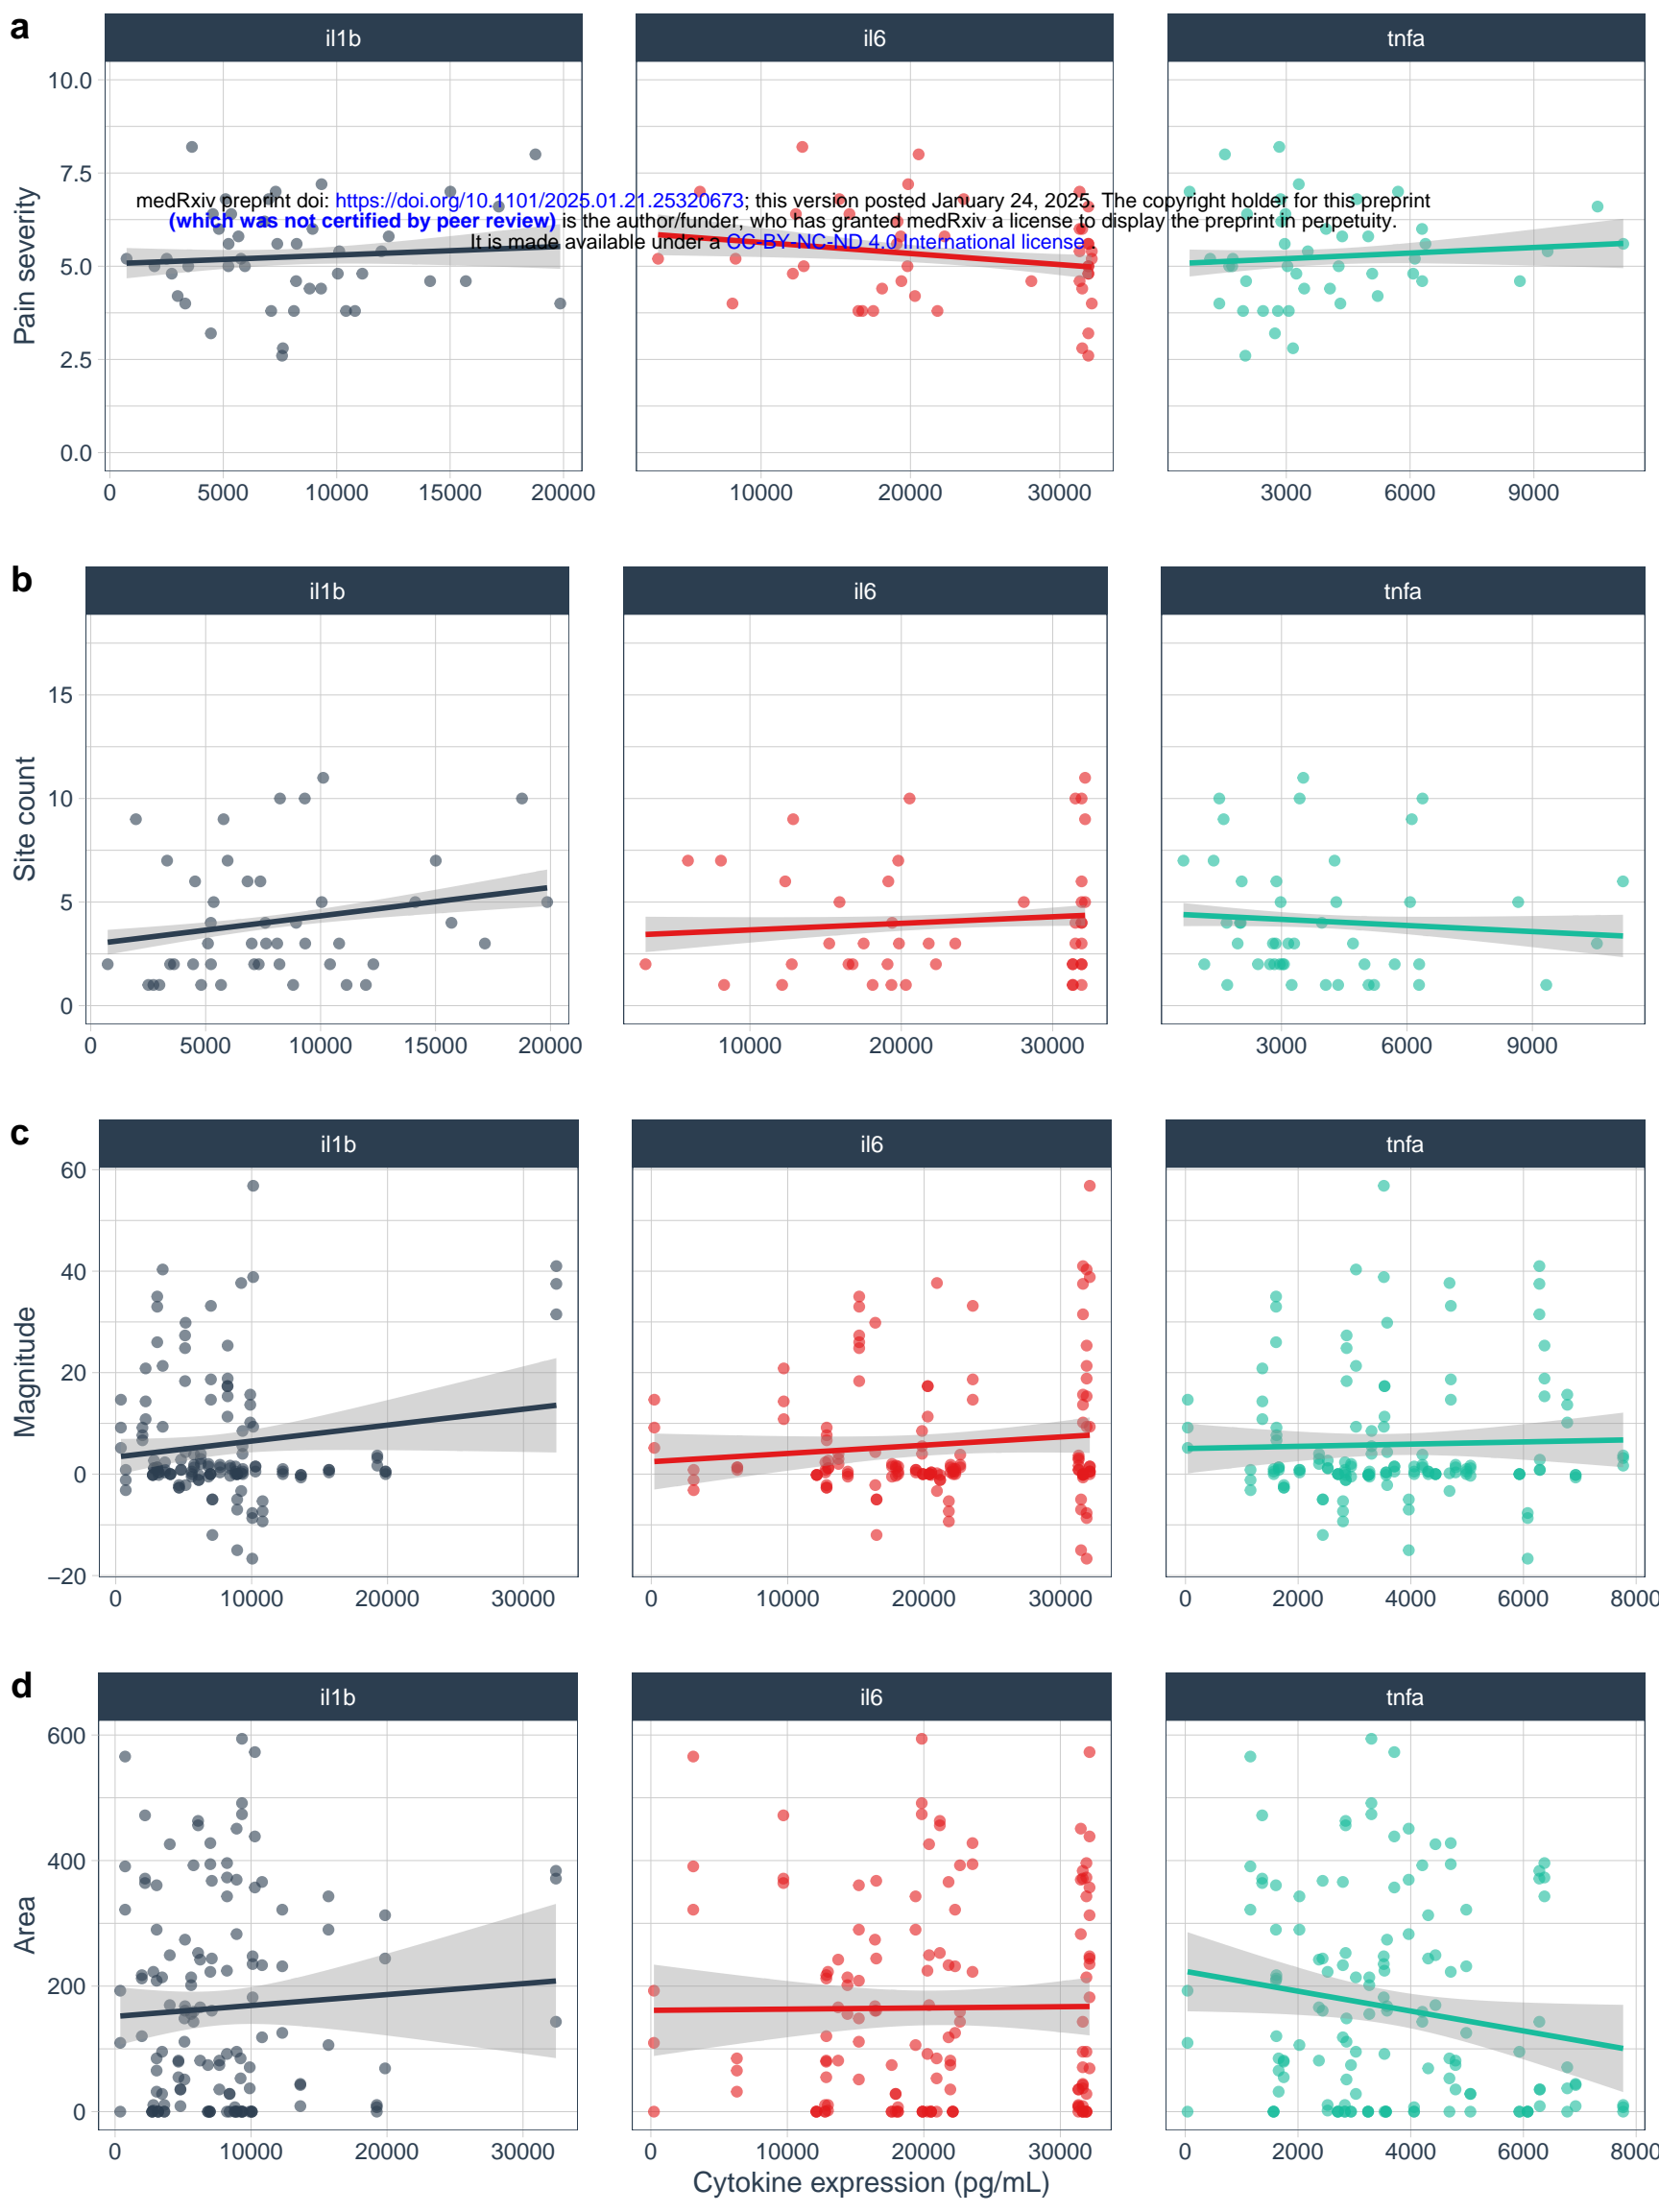 a
il1b il6 tnfa
10.0
7.5
medRxiv preprint doi: https://doi.org/10.1101/2025.01.21.25320673; this version posted January 24, 2025. The copyright holder for this preprint
(which was not certified by peer review) is the author/funder, who has granted medRxiv a license to display the preprint in perpetuity.
It is made available under a CC-BY-NC-ND 4.0 International license .
5.0
2.5
0.0
Pain severity
0 5000 10000 15000 20000 10000 20000 30000 3000 6000 9000
b
il1b il6 tnfa
15
10
5
0
Site count
0 5000 10000 15000 20000 10000 20000 30000 3000 6000 9000
c
il1b il6 tnfa
60
40
20
0
−20
Magnitude
0 10000 20000 30000 0 10000 20000 30000 0 2000 4000 6000 8000
d
il1b il6 tnfa
600
400
200
0
Area
0 10000 20000 30000 0 10000 20000 30000 0 2000 4000 6000 8000
Cytokine expression (pg/mL)